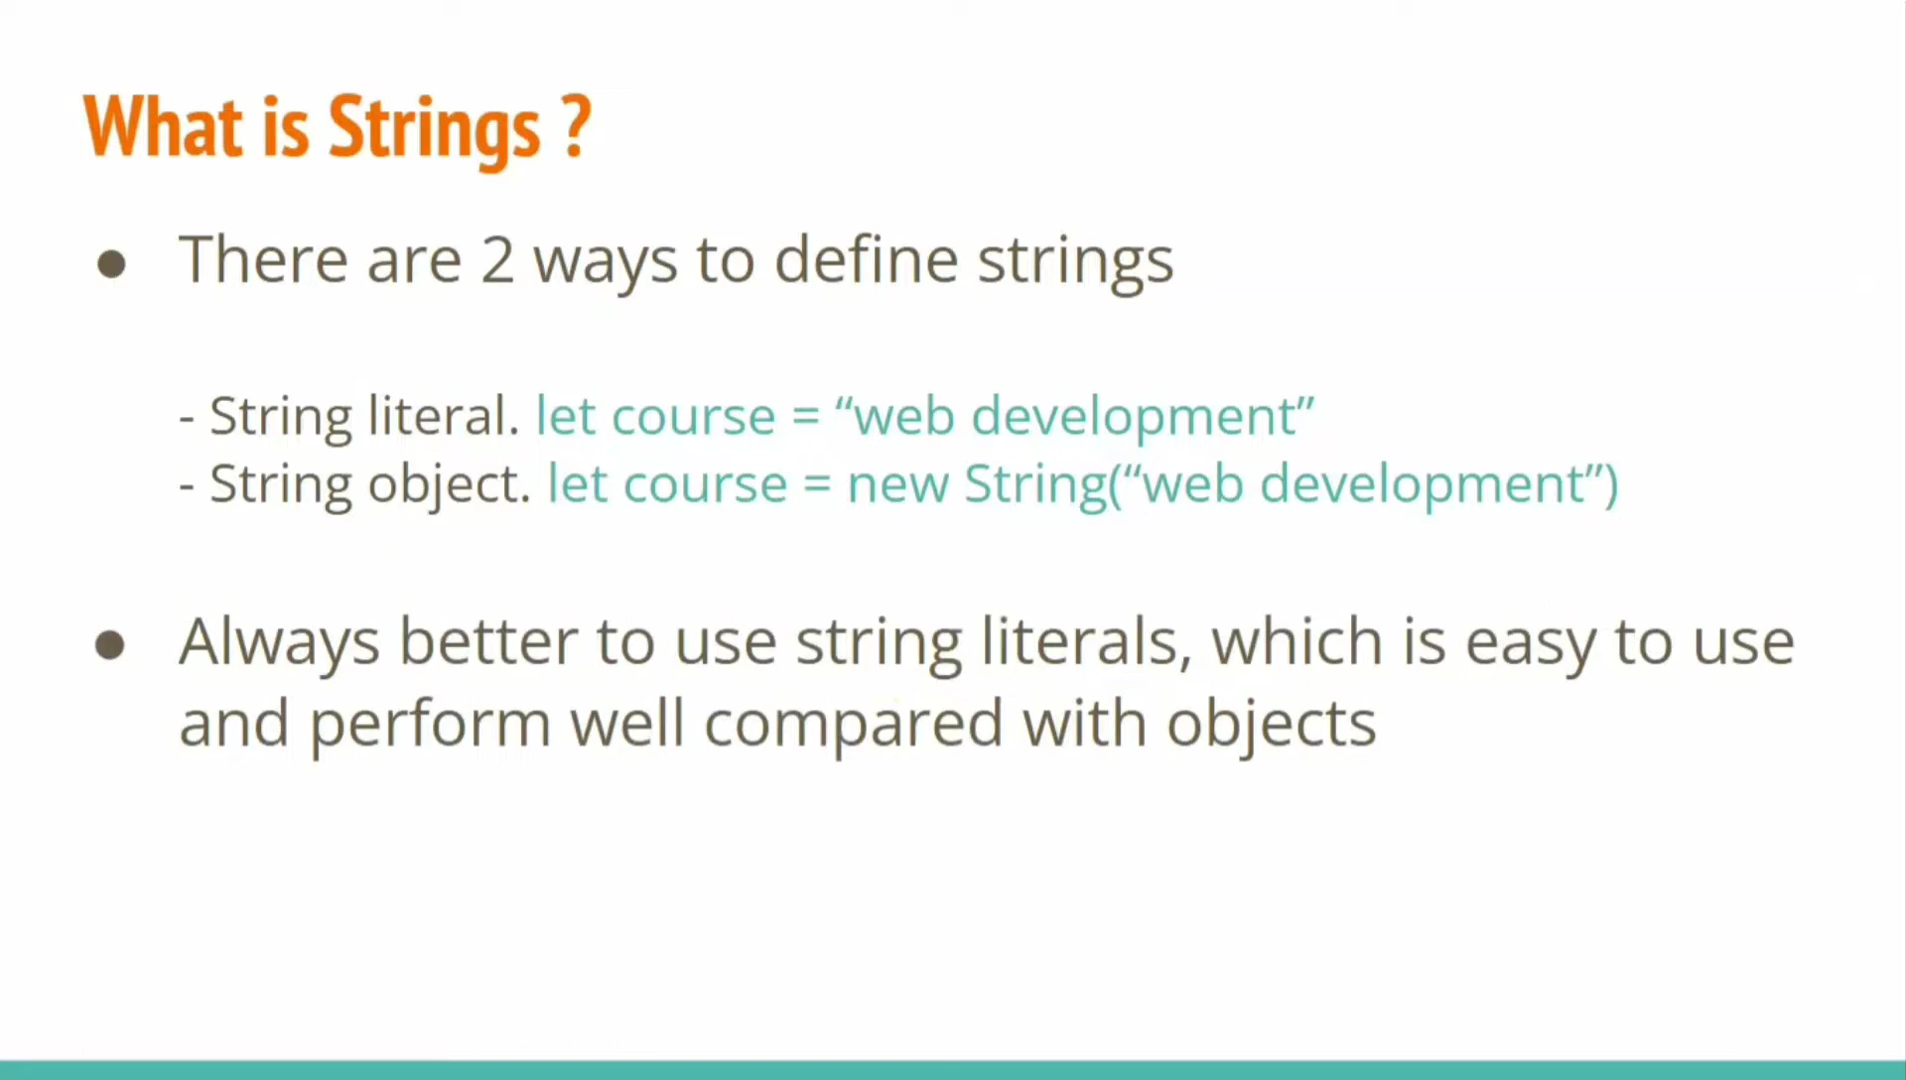 What is Strings ?
● There are 2 ways to define strings
- String literal. let course = “web development”
- String object. let course = new String(“web development”)
● Always better to use string literals, which is easy to use
and perform well compared with objects